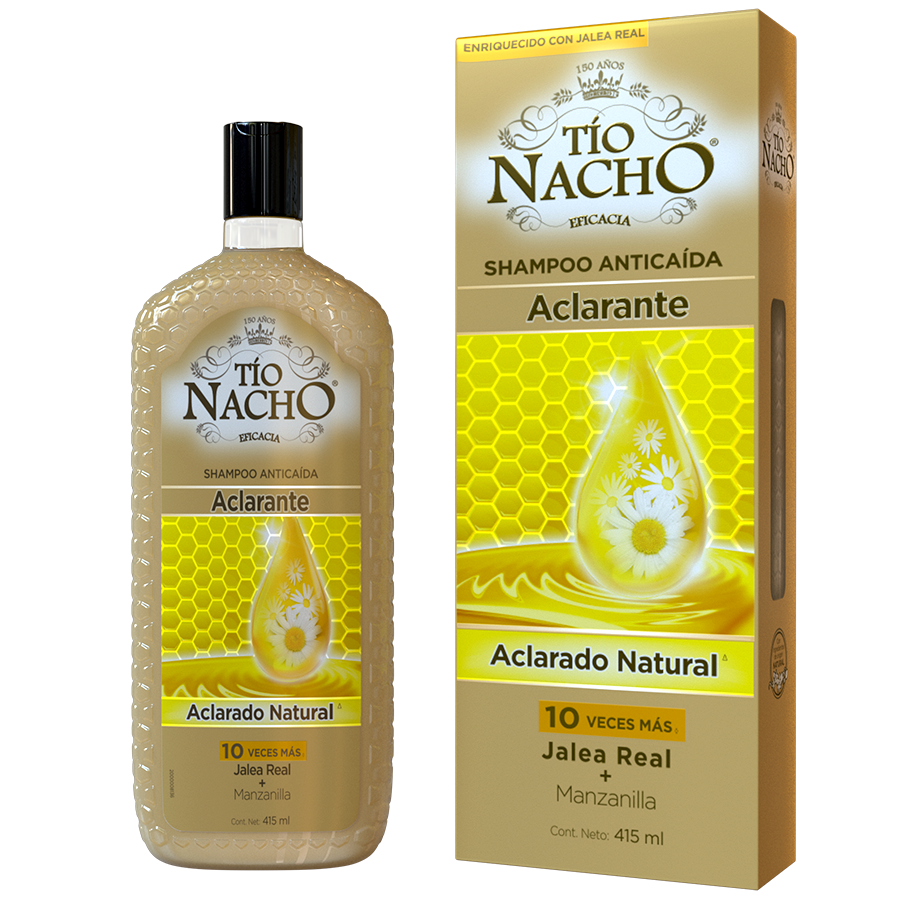 150 AÑOS
TÍO
NACHO®
EFICACIA
SHAMPOO ANTICAÍDA
Aclarante
Aclarado Natural
10 VECES MÁS
Jalea Real
+
Manzanilla
Cont. Net: 415 ml
ENRIQUECIDO CON JALEA REAL
150 AÑOS
TÍO
NACHO®
EFICACIA
SHAMPOO ANTICAÍDA
Aclarante
Aclarado Natural
10 VECES MÁS
Jalea Real
+
Manzanilla
Cont. Neto: 415 ml
TÍO
NACHO
EFICACIA